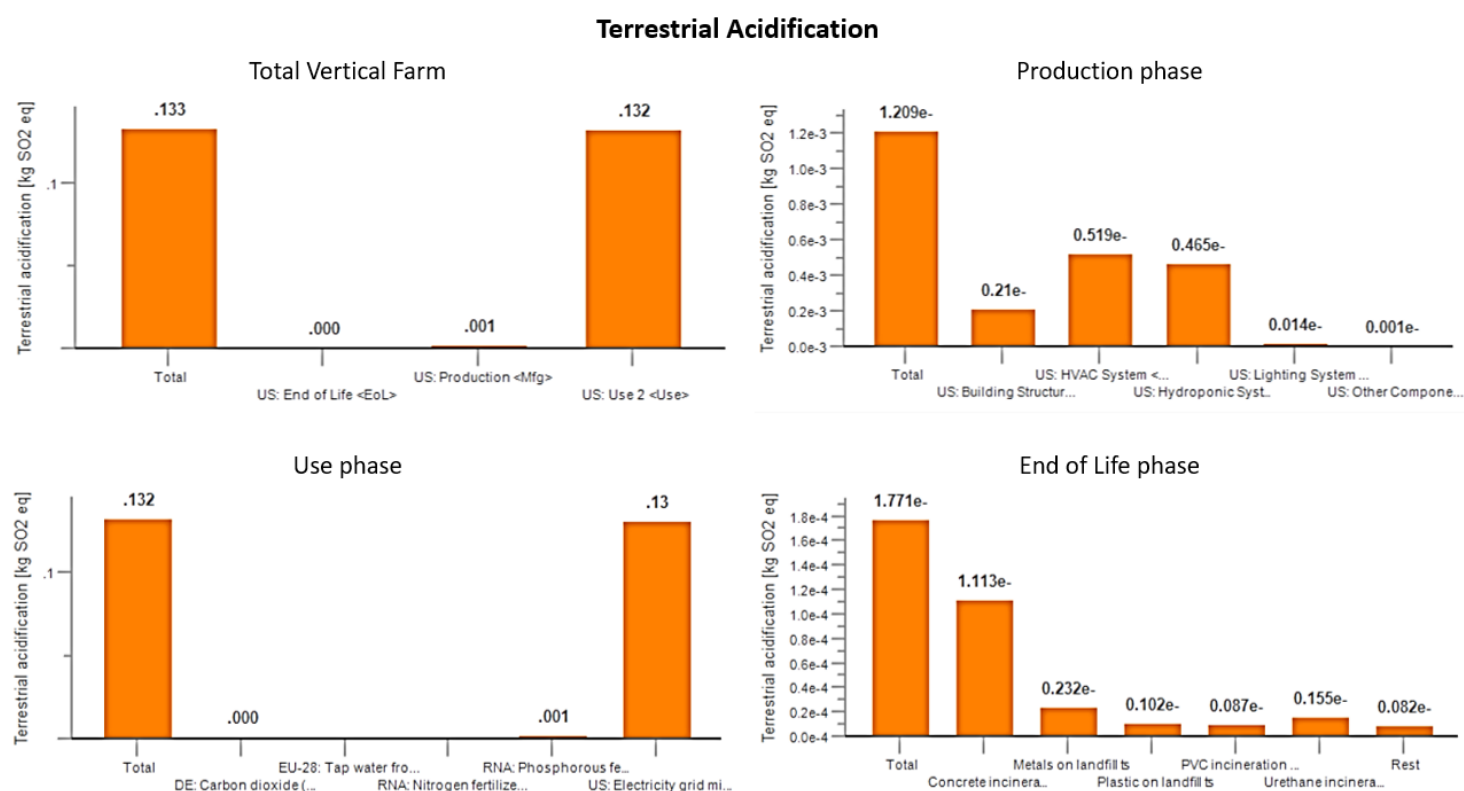 Terrestrial Acidification
Total Vertical Farm
Terrestrial acidification [kg SO2 eq]
.1
.133
.000
.001
.132
Total
US: End of Life <EoL>
US: Production <Mfg>
US: Use 2 <Use>
Production phase
Terrestrial acidification [kg SO2 eq]
1.2e-3
1.0e-3
0.8e-3
0.6e-3
0.4e-3
0.2e-3
0.0e-3
1.209e-
0.21e-
0.519e-
0.465e-
0.014e-
0.001e-
Total
US: Building Structur...
US: HVAC System <...
US: Hydroponic Syst..
US: Lighting System ...
US: Other Compone...
Use phase
Terrestrial acidification [kg SO2 eq]
.1
.132
.000
.001
.13
Total
DE: Carbon dioxide (...
EU-28: Tap water fro...
RNA: Nitrogen fertilize...
RNA: Phosphorous fe...
US: Electricity grid mi...
End of Life phase
Terrestrial acidification [kg SO2 eq]
1.8e-4
1.6e-4
1.4e-4
1.2e-4
1.0e-4
0.8e-4
0.6e-4
0.4e-4
0.2e-4
0.0e-4
1.771e-
1.113e-
0.232e-
0.102e-
0.087e-
0.155e-
0.082e-
Total
Concrete incinera...
Metals on landfill ts
Plastic on landfill ts
PVC incineration ...
Urethane incinera...
Rest